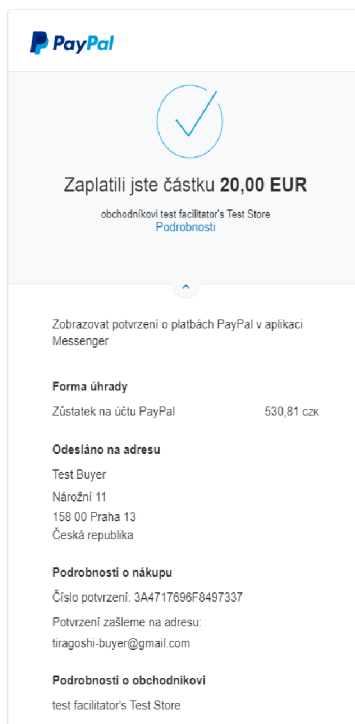 PayPal
Zaplatili jste částku 20,00 EUR
obchodníkovi test facilitator's Test Store
Podrobnosti
Zobrazovat potvrzení o platbách PayPal v aplikaci
Messenger
Forma úhrady
Zůstatek na účtu PayPal 530,81 CZK
Odesláno na adresu
Test Buyer
Nárožní 11
158 00 Praha 13
Česká republika
Podrobnosti o nákupu
Číslo potvrzení: 3A4717696F8497337
Potvrzení zašleme na adresu:
tiragoshi-buyer@gmail.com
Podrobnosti o obchodníkovi
test facilitator's Test Store